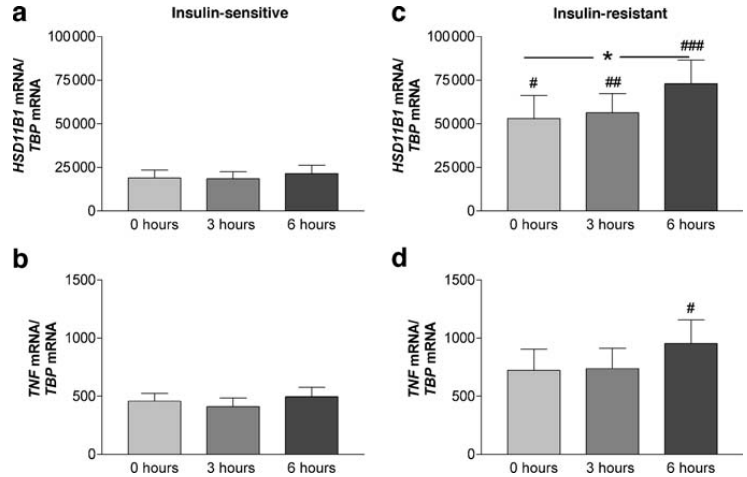 a
Insulin-sensitive
HSD11B1 mRNA/
TBP mRNA
100000
75000
50000
25000
0
0 hours
3 hours
6 hours
c
Insulin-resistant
HSD11B1 mRNA/
TBP mRNA
100000
75000
50000
25000
0
*
#
##
###
0 hours
3 hours
6 hours
b
TNF mRNA/
TBP mRNA
1500
1000
500
0
0 hours
3 hours
6 hours
d
TNF mRNA/
TBP mRNA
1500
1000
500
0
#
0 hours
3 hours
6 hours